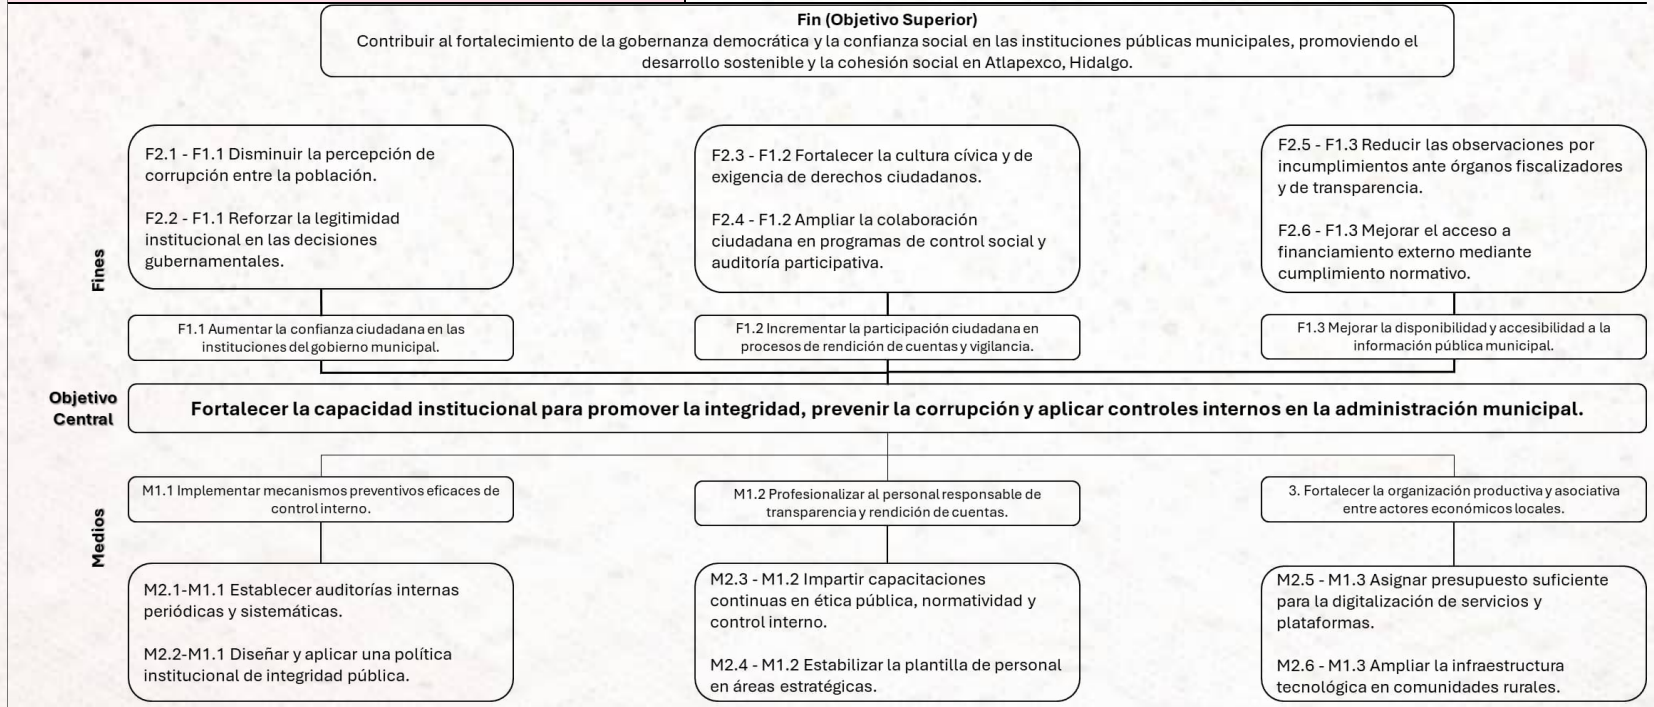 Fin (Objetivo Superior)
Contribuir al fortalecimiento de la gobernanza democrática y la confianza social en las instituciones públicas municipales, promoviendo el
desarrollo sostenible y la cohesión social en Atlapexco, Hidalgo.
Fines
F2.1 - F1.1 Disminuir la percepción de
corrupción entre la población.
F2.2 - F1.1 Reforzar la legitimidad
institucional en las decisiones
gubernamentales.
F2.3 - F1.2 Fortalecer la cultura cívica y de
exigencia de derechos ciudadanos.
F2.4 - F1.2 Ampliar la colaboración
ciudadana en programas de control social y
auditoría participativa.
F2.5 - F1.3 Reducir las observaciones por
incumplimientos ante órganos fiscalizadores
y de transparencia.
F2.6 - F1.3 Mejorar el acceso a
financiamiento externo mediante
cumplimiento normativo.
F1.1 Aumentar la confianza ciudadana en las
instituciones del gobierno municipal.
F1.2 Incrementar la participación ciudadana en
procesos de rendición de cuentas y vigilancia.
F1.3 Mejorar la disponibilidad y accesibilidad a la
información pública municipal.
Objetivo
Central
Fortalecer la capacidad institucional para promover la integridad, prevenir la corrupción y aplicar controles internos en la administración municipal.
Medios
M1.1 Implementar mecanismos preventivos eficaces de
control interno.
M1.2 Profesionalizar al personal responsable de
transparencia y rendición de cuentas.
3. Fortalecer la organización productiva y asociativa
entre actores económicos locales.
M2.1-M1.1 Establecer auditorías internas
periódicas y sistemáticas.
M2.2-M1.1 Diseñar y aplicar una política
institucional de integridad pública.
M2.3 - M1.2 Impartir capacitaciones
continuas en ética pública, normatividad y
control interno.
M2.4 - M1.2 Estabilizar la plantilla de personal
en áreas estratégicas.
M2.5 - M1.3 Asignar presupuesto suficiente
para la digitalización de servicios y
plataformas.
M2.6 - M1.3 Ampliar la infraestructura
tecnológica en comunidades rurales.